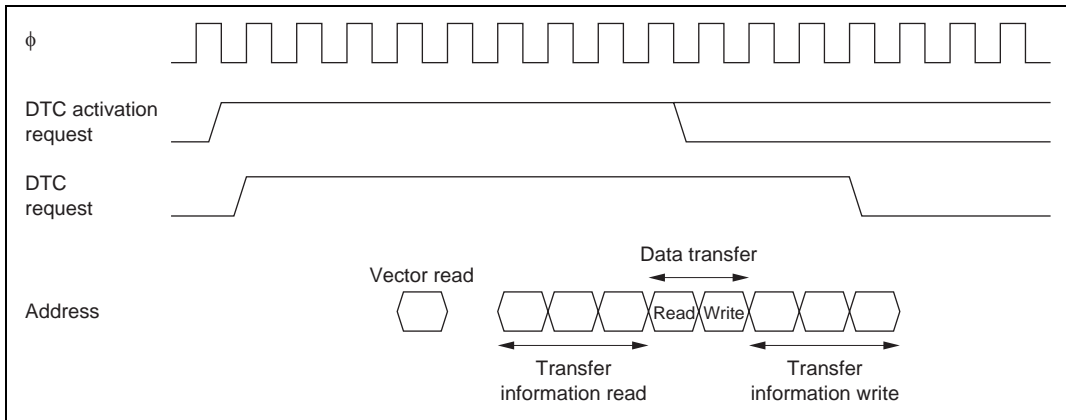 ϕ
DTC activation
request
DTC
request
Data transfer
Vector read
Address
Read
Write
Transfer
information read
Transfer
information write